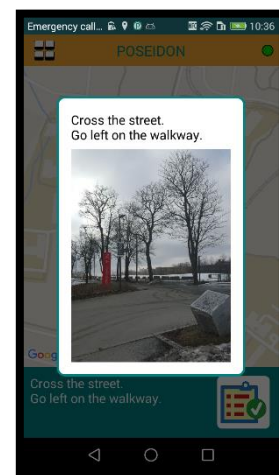 Emergency call... 10:36
POSEIDON
Cross the street.
Go left on the walkway.
Goog
Cross the street.
Go left on the walkway.